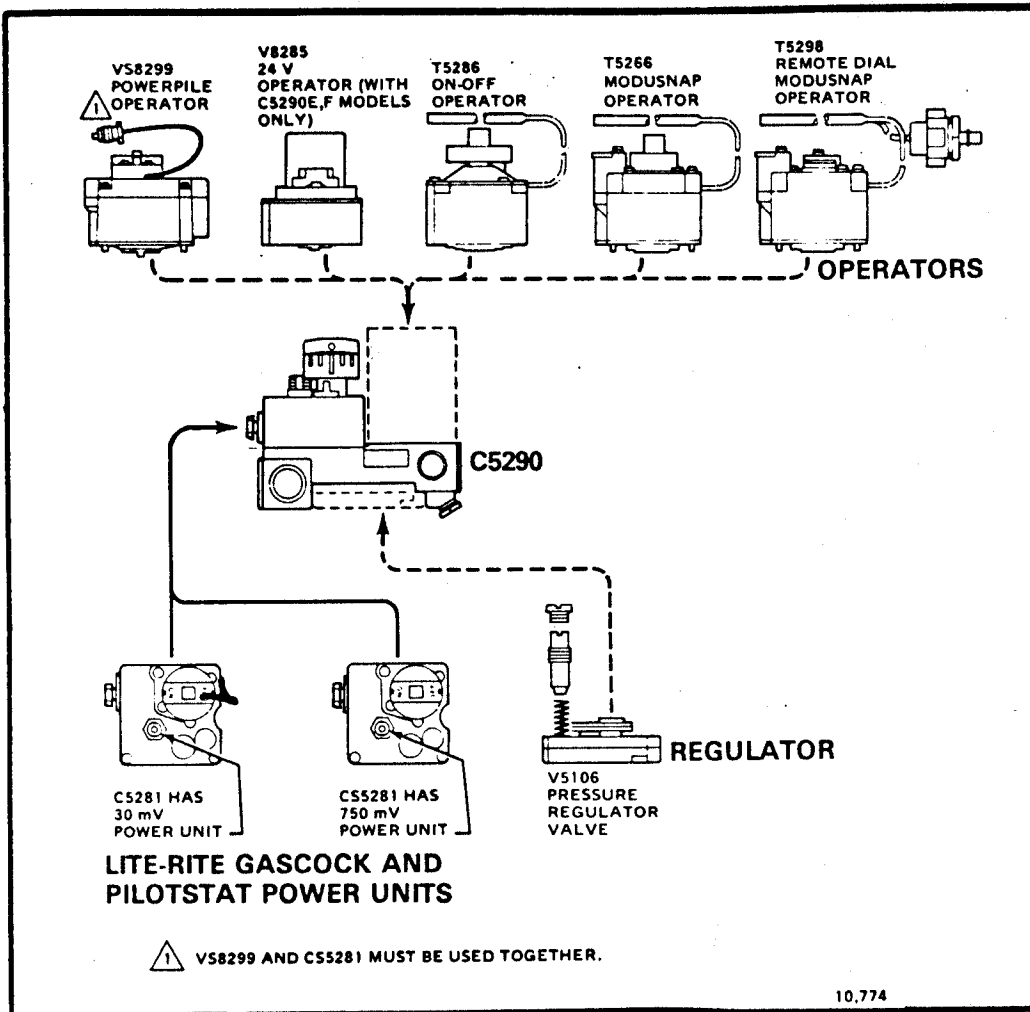 VS8299
POWERPILE
OPERATOR
1
V8285
24 V
OPERATOR (WITH
C5290E,F MODELS
ONLY)
T5286
ON-OFF
OPERATOR
T5266
MODUSNAP
OPERATOR
T5298
REMOTE DIAL
MODUSNAP
OPERATOR
OPERATORS
C5290
C5281 HAS
30 mV
POWER UNIT
CS5281 HAS
750 mV
POWER UNIT
REGULATOR
V5106
PRESSURE
REGULATOR
VALVE
LITE-RITE GASCOCK AND
PILOTSTAT POWER UNITS
1 VS8299 AND CS5281 MUST BE USED TOGETHER.
10,774